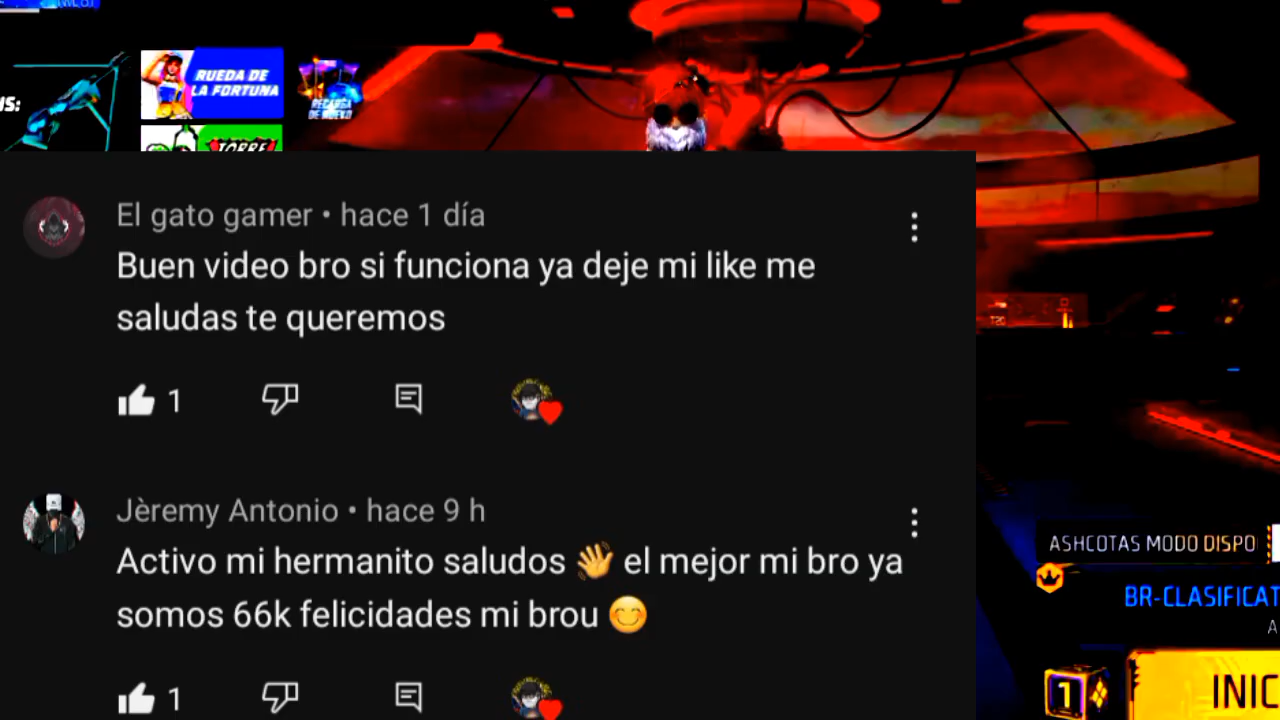 RUEDA DE
LA FORTUNA
RECARGA
DE NUEVO
TORRE
El gato gamer • hace 1 día
Buen video bro si funciona ya deje mi like me
saludas te queremos
1
Jèremy Antonio • hace 9 h
Activo mi hermanito saludos 👋 el mejor mi bro ya
somos 66k felicidades mi brou 😊
1
ASHCOTAS MODO DISPO
BR-CLASIFICAT
A
1
INIC